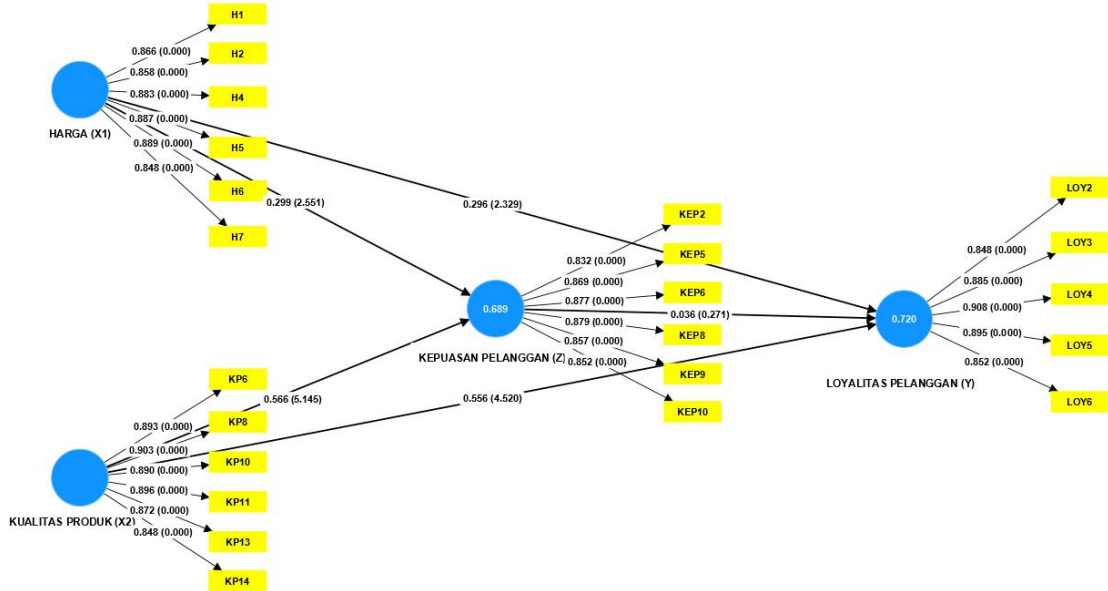 H1
0.866 (0.000)
H2
0.858 (0.000)
H4
0.883 (0.000)
0.887 (0.000)
HARGA (X1)
H5
0.889 (0.000)
0.848 (0.000)
H6
0.299 (2.551)
0.296 (2.329)
H7
KEP2
0.832 (0.000)
KEP5
0.869 (0.000)
KEP6
0.877 (0.000)
0.689
0.036 (0.271)
0.879 (0.000)
KEP8
KEPUASAN PELANGGAN (Z)
0.857 (0.000)
0.852 (0.000)
KEP9
KEP10
LOY2
0.848 (0.000)
LOY3
0.885 (0.000)
LOY4
0.908 (0.000)
0.720
0.895 (0.000)
LOY5
0.852 (0.000)
LOYALITAS PELANGGAN (Y)
LOY6
KP6
0.566 (5.145)
0.556 (4.520)
0.893 (0.000)
KP8
0.903 (0.000)
KP10
0.890 (0.000)
0.896 (0.000)
KP11
0.872 (0.000)
KUALITAS PRODUK (X2)
0.848 (0.000)
KP13
KP14